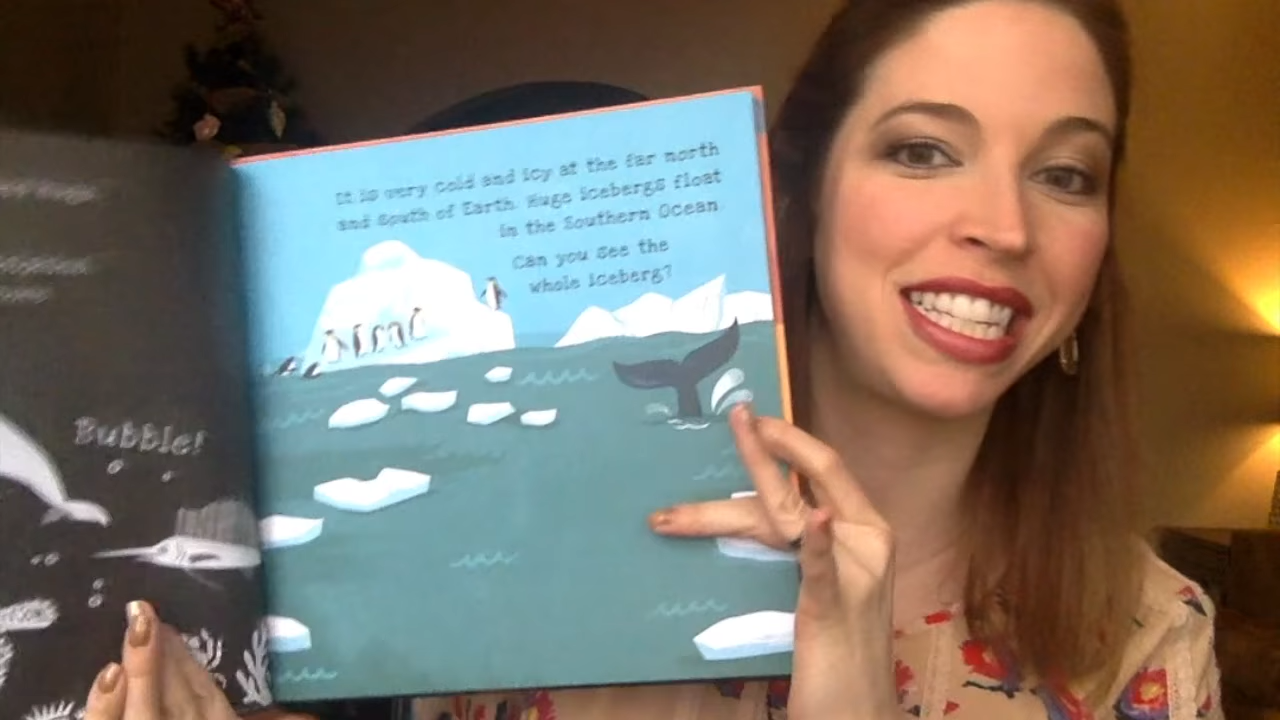 Bubble!
It is very cold and icy at the far north
and south of Earth. Huge icebergs float
in the Southern Ocean.
Can you see the
whole iceberg?